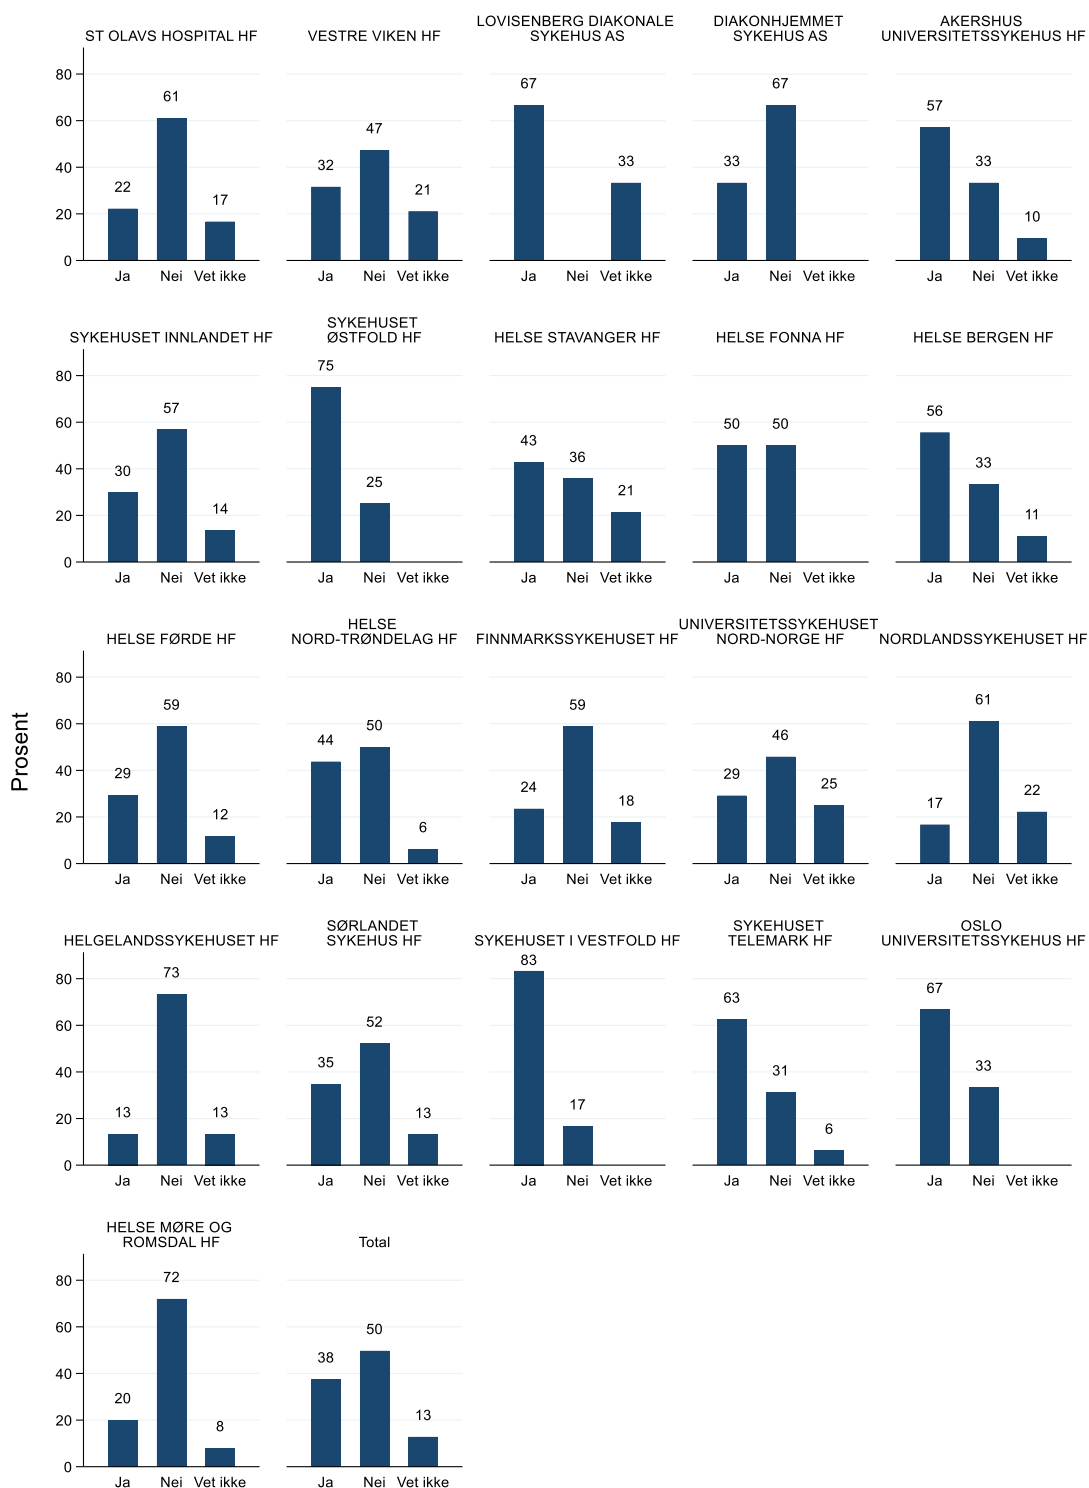 ST OLAVS HOSPITAL HF
VESTRE VIKEN HF
LOVISENBERG DIAKONALE
SYKEHUS AS
DIAKONHJEMMET
SYKEHUS AS
AKERSHUS
UNIVERSITETSSYKEHUS HF
80
60
40
20
0
22
61
17
32
47
21
67
33
33
67
57
33
10
Ja Nei Vet ikke
Ja Nei Vet ikke
Ja Nei Vet ikke
Ja Nei Vet ikke
Ja Nei Vet ikke
SYKEHUSET INNLANDET HF
SYKEHUSET
ØSTFOLD HF
HELSE STAVANGER HF
HELSE FONNA HF
HELSE BERGEN HF
80
60
40
20
0
30
57
14
75
25
43
36
21
50
50
56
33
11
Ja Nei Vet ikke
Ja Nei Vet ikke
Ja Nei Vet ikke
Ja Nei Vet ikke
Ja Nei Vet ikke
HELSE FØRDE HF
HELSE
NORD-TRØNDELAG HF
FINNMARKSSYKEHUSET HF
UNIVERSITETSSYKEHUSET
NORD-NORGE HF
NORDLANDSSYKEHUSET HF
Prosent
80
60
40
20
0
29
59
12
44
50
6
24
59
18
29
46
25
17
61
22
Ja Nei Vet ikke
Ja Nei Vet ikke
Ja Nei Vet ikke
Ja Nei Vet ikke
Ja Nei Vet ikke
HELGELANDSSYKEHUSET HF
SØRLANDET
SYKEHUS HF
SYKEHUSET I VESTFOLD HF
SYKEHUSET
TELEMARK HF
OSLO
UNIVERSITETSSYKEHUS HF
80
60
40
20
0
13
73
13
35
52
13
83
17
63
31
6
67
33
Ja Nei Vet ikke
Ja Nei Vet ikke
Ja Nei Vet ikke
Ja Nei Vet ikke
Ja Nei Vet ikke
HELSE MØRE OG
ROMSDAL HF
Total
80
60
40
20
0
20
72
8
38
50
13
Ja Nei Vet ikke
Ja Nei Vet ikke